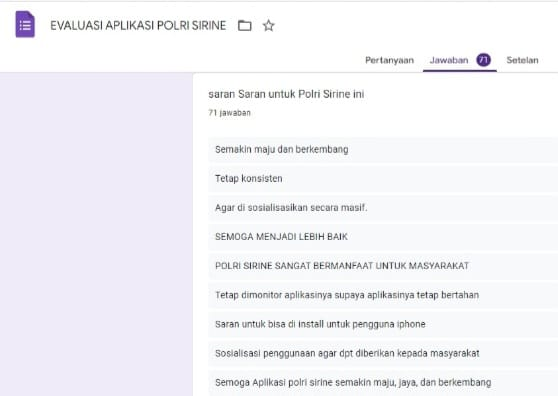 EVALUASI APLIKASI POLRI SIRINE
Pertanyaan Jawaban 71 Setelan
saran Saran untuk Polri Sirine ini
71 jawaban
Semakin maju dan berkembang
Tetap konsisten
Agar di sosialisasikan secara masif.
SEMOGA MENJADI LEBIH BAIK
POLRI SIRINE SANGAT BERMANFAAT UNTUK MASYARAKAT
Tetap dimonitor aplikasinya supaya aplikasinya tetap bertahan
Saran untuk bisa di install untuk pengguna iphone
Sosialisasi penggunaan agar dpt diberikan kepada masyarakat
Semoga Aplikasi polri sirine semakin maju, jaya, dan berkembang